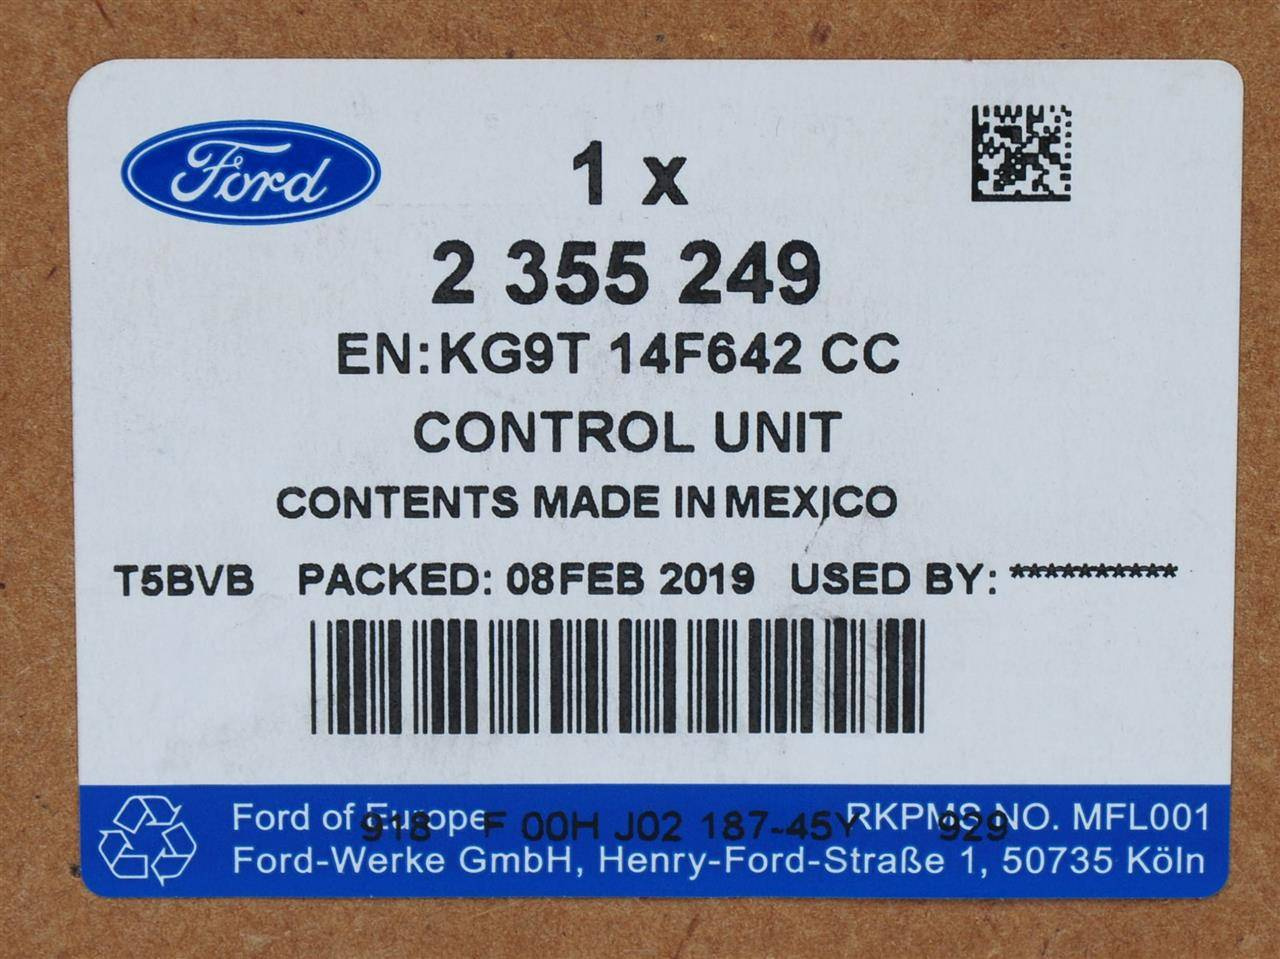 Ford
1 x
2 355 249
EN:KG9T 14F642 CC
CONTROL UNIT
CONTENTS MADE IN MEXICO
T5BVB PACKED: 08FEB 2019 USED BY: **********
Ford of Europe RKPMS NO. MFL001
918 F 00H J02 187-45Y 929
Ford-Werke GmbH, Henry-Ford-Straße 1, 50735 Köln